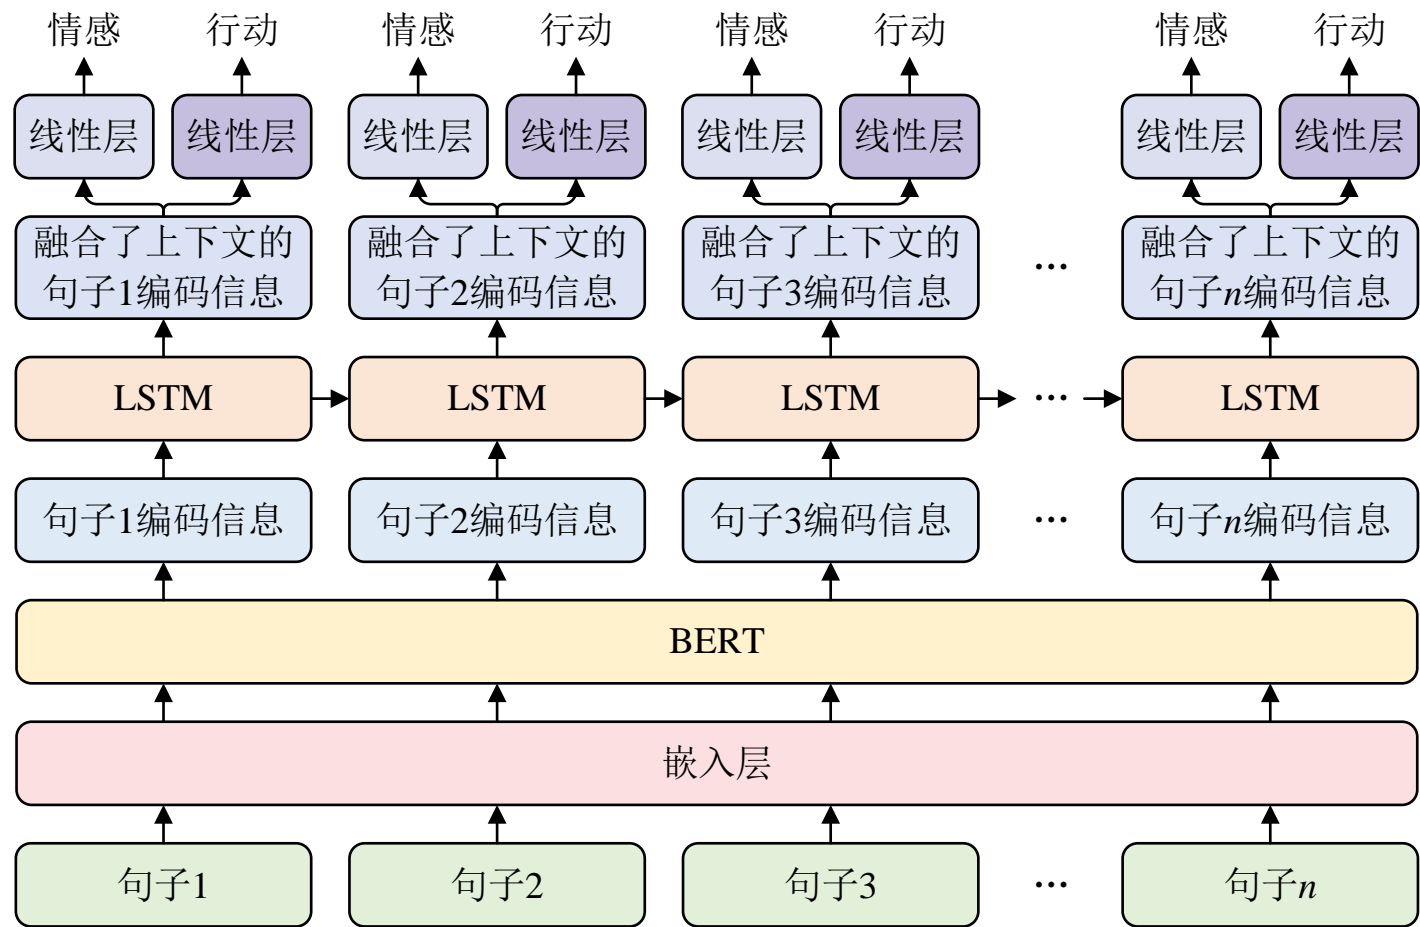 情感 行动 情感 行动 情感 行动 情感 行动
线性层 线性层 线性层 线性层 线性层 线性层 线性层 线性层
融合了上下文的 融合了上下文的 融合了上下文的 融合了上下文的
句子1编码信息 句子2编码信息 句子3编码信息 ... 句子n编码信息
LSTM LSTM LSTM ... LSTM
句子1编码信息 句子2编码信息 句子3编码信息 ... 句子n编码信息
BERT
嵌入层
句子1 句子2 句子3 ... 句子n